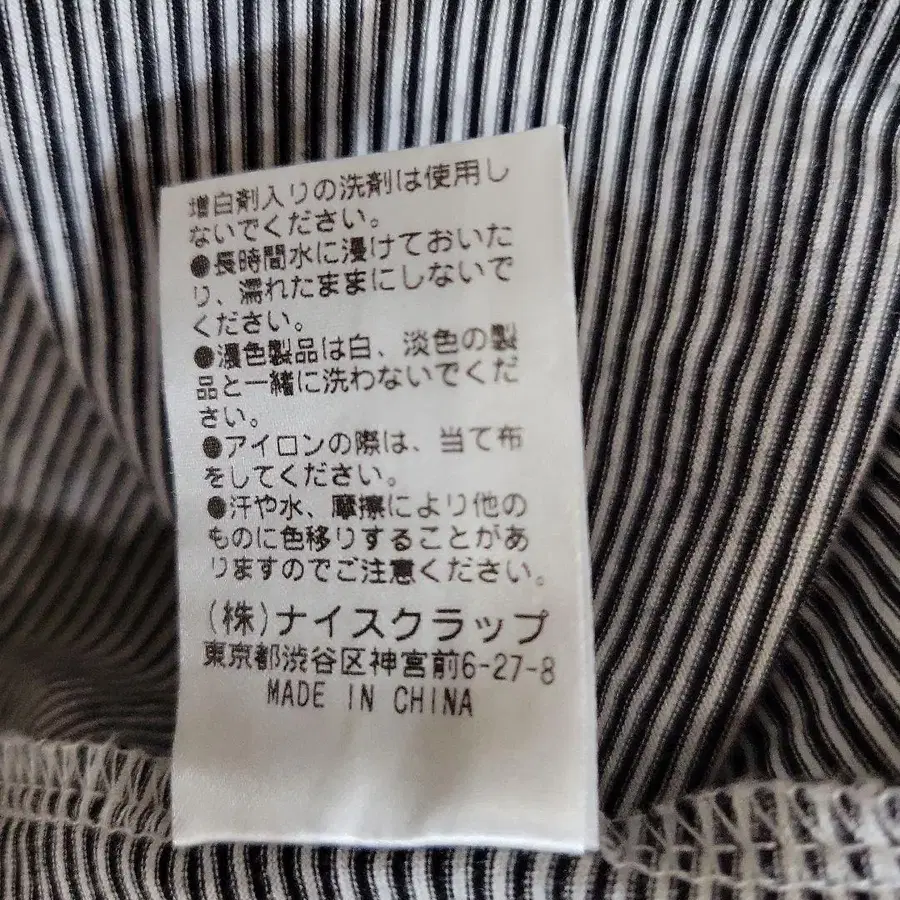 増白剤入りの洗剤は使用し
ないでください。
●長時間水に浸けておいた
り、濡れたままにしないで
ください。
●濃色製品は白、淡色の製
品と一緒に洗わないでくだ
さい。
●アイロンの際は、当て布
をしてください。
●汗や水、摩擦により他の
ものに色移りすることがあ
りますのでご注意ください。
(株)ナイスクラップ
東京都渋谷区神宮前6-27-8
MADE IN CHINA